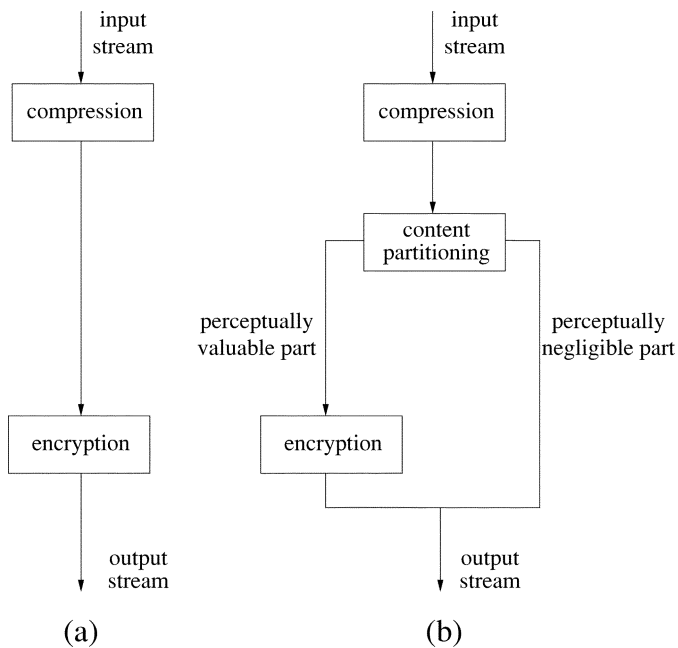 input
stream
compression
encryption
output
stream
(a)
input
stream
compression
content
partitioning
perceptually
valuable part
perceptually
negligible part
encryption
output
stream
(b)